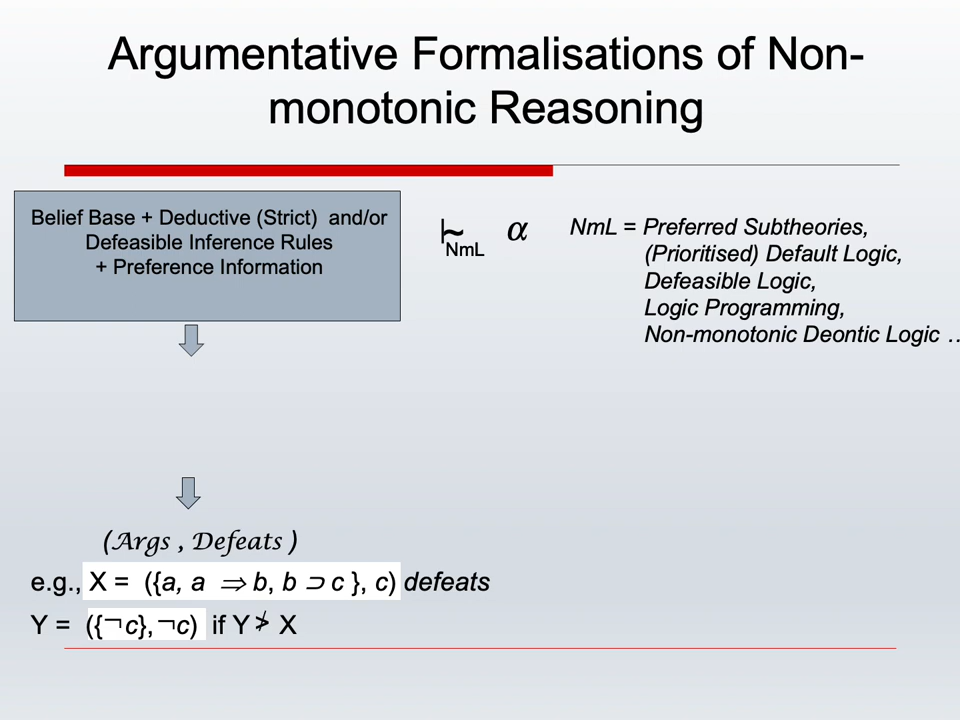 Argumentative Formalisations of Non-
monotonic Reasoning
Belief Base + Deductive (Strict) and/or
Defeasible Inference Rules
+ Preference Information
|~ NmL α
NmL = Preferred Subtheories,
(Prioritised) Default Logic,
Defeasible Logic,
Logic Programming,
Non-monotonic Deontic Logic ..
(Args , Defeats )
e.g., X = ({a, a ⇒ b, b ⊃ c }, c) defeats
Y = ({¬c},¬c) if Y ⊁ X